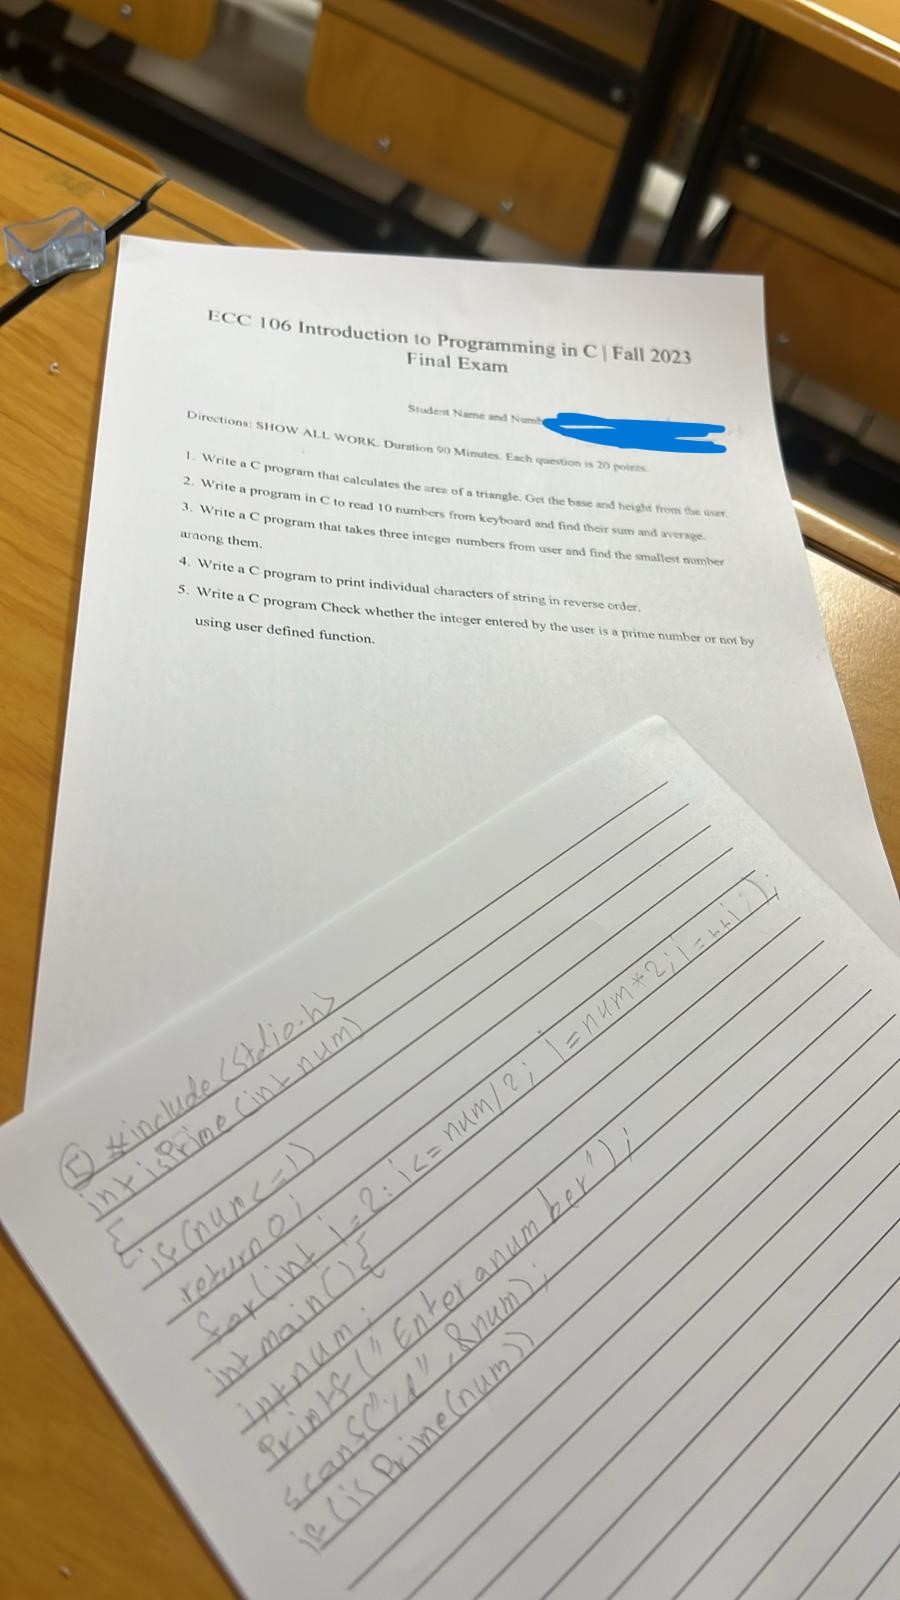 ECC 106 Introduction to Programming in C | Fall 2023
Final Exam
Student Name and Numb
Directions: SHOW ALL WORK. Duration 90 Minutes. Each question is 20 points.
1. Write a C program that calculates the area of a triangle. Get the base and height from the user.
2. Write a program in C to read 10 numbers from keyboard and find their sum and average.
3. Write a C program that takes three integer numbers from user and find the smallest number
among them.
4. Write a C program to print individual characters of string in reverse order.
5. Write a C program Check whether the integer entered by the user is a prime number or not by
using user defined function.
5) #include <stdio.h>
int isPrime (int num)
{
if (num <= 1)
return 0;
for (int i = 2: i <= num/2; i = num*2; i = ++i;);
int main () {
int num;
Printf (" Enter a number");
scanf("%d", &num);
if (isPrime(num))